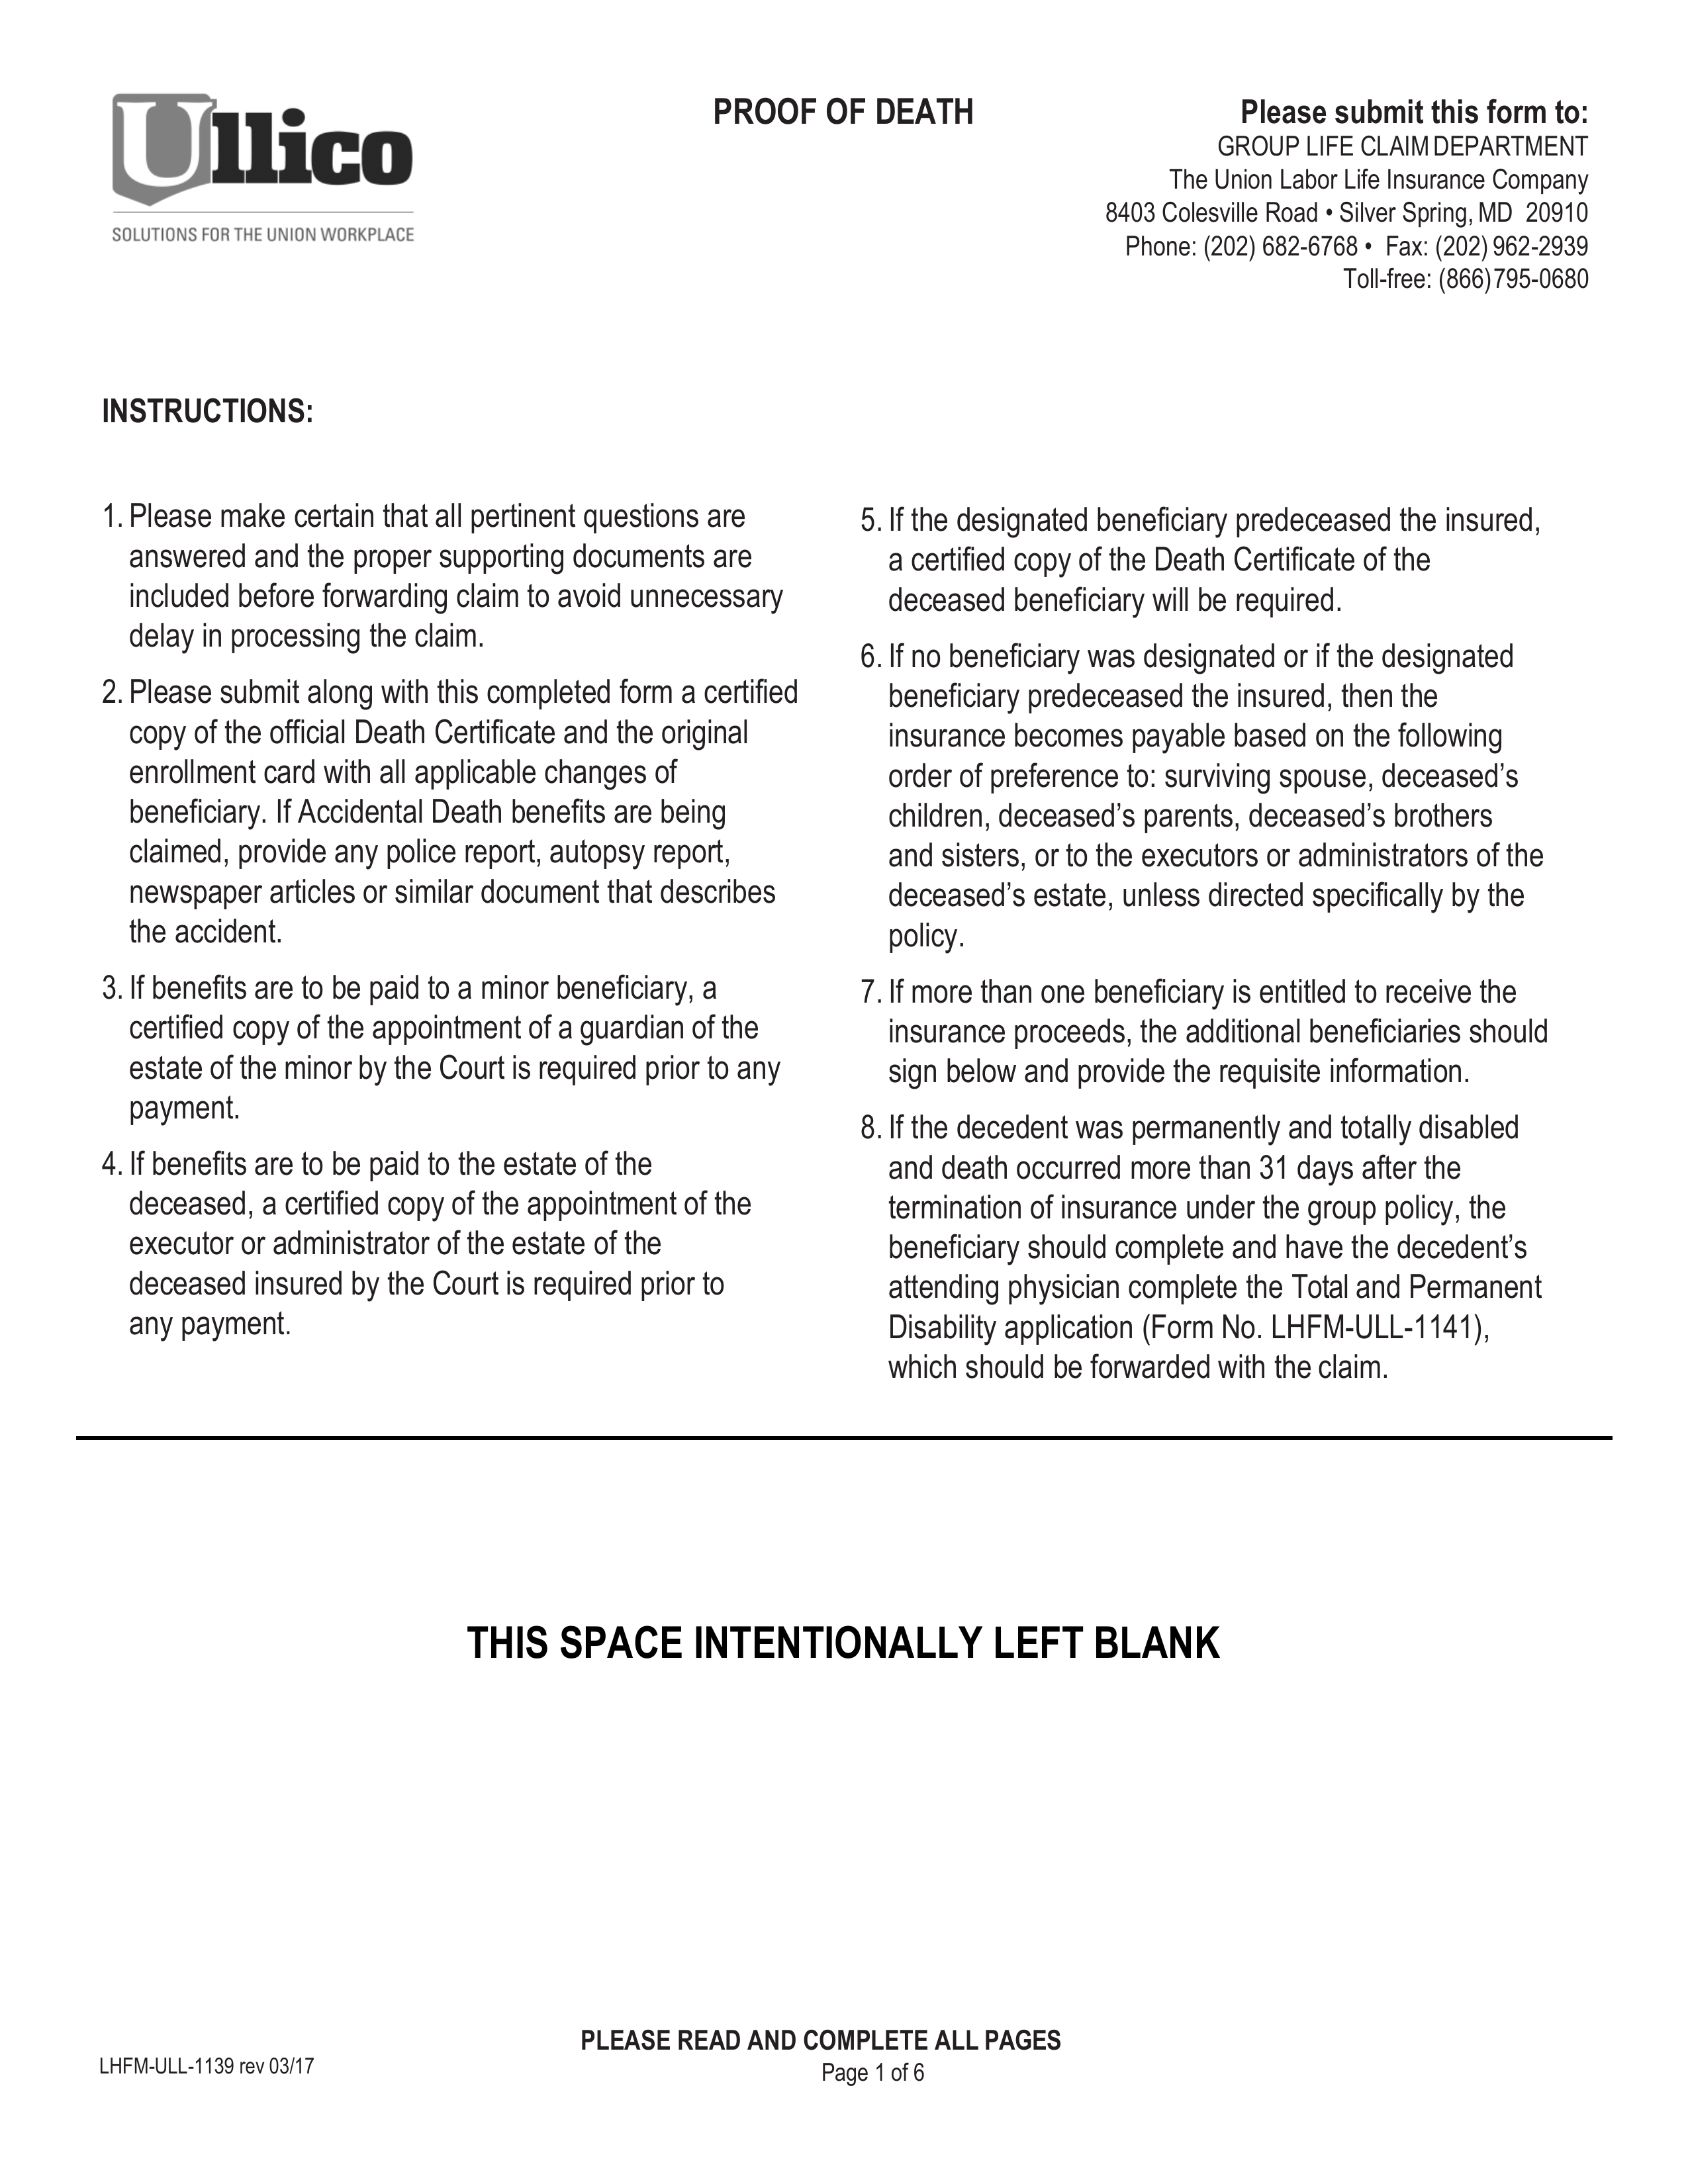 Ullico
SOLUTIONS FOR THE UNION WORKPLACE
PROOF OF DEATH
Please submit this form to:
GROUP LIFE CLAIM DEPARTMENT
The Union Labor Life Insurance Company
8403 Colesville Road • Silver Spring, MD 20910
Phone: (202) 682-6768 • Fax: (202) 962-2939
Toll-free: (866) 795-0680
INSTRUCTIONS:
1. Please make certain that all pertinent questions are
answered and the proper supporting documents are
included before forwarding claim to avoid unnecessary
delay in processing the claim.
2. Please submit along with this completed form a certified
copy of the official Death Certificate and the original
enrollment card with all applicable changes of
beneficiary. If Accidental Death benefits are being
claimed, provide any police report, autopsy report,
newspaper articles or similar document that describes
the accident.
3. If benefits are to be paid to a minor beneficiary, a
certified copy of the appointment of a guardian of the
estate of the minor by the Court is required prior to any
payment.
4. If benefits are to be paid to the estate of the
deceased, a certified copy of the appointment of the
executor or administrator of the estate of the
deceased insured by the Court is required prior to
any payment.
5. If the designated beneficiary predeceased the insured,
a certified copy of the Death Certificate of the
deceased beneficiary will be required.
6. If no beneficiary was designated or if the designated
beneficiary predeceased the insured, then the
insurance becomes payable based on the following
order of preference to: surviving spouse, deceased’s
children, deceased’s parents, deceased’s brothers
and sisters, or to the executors or administrators of the
deceased’s estate, unless directed specifically by the
policy.
7. If more than one beneficiary is entitled to receive the
insurance proceeds, the additional beneficiaries should
sign below and provide the requisite information.
8. If the decedent was permanently and totally disabled
and death occurred more than 31 days after the
termination of insurance under the group policy, the
beneficiary should complete and have the decedent’s
attending physician complete the Total and Permanent
Disability application (Form No. LHFM-ULL-1141),
which should be forwarded with the claim.
THIS SPACE INTENTIONALLY LEFT BLANK
PLEASE READ AND COMPLETE ALL PAGES
LHFM-ULL-1139 rev 03/17
Page 1 of 6